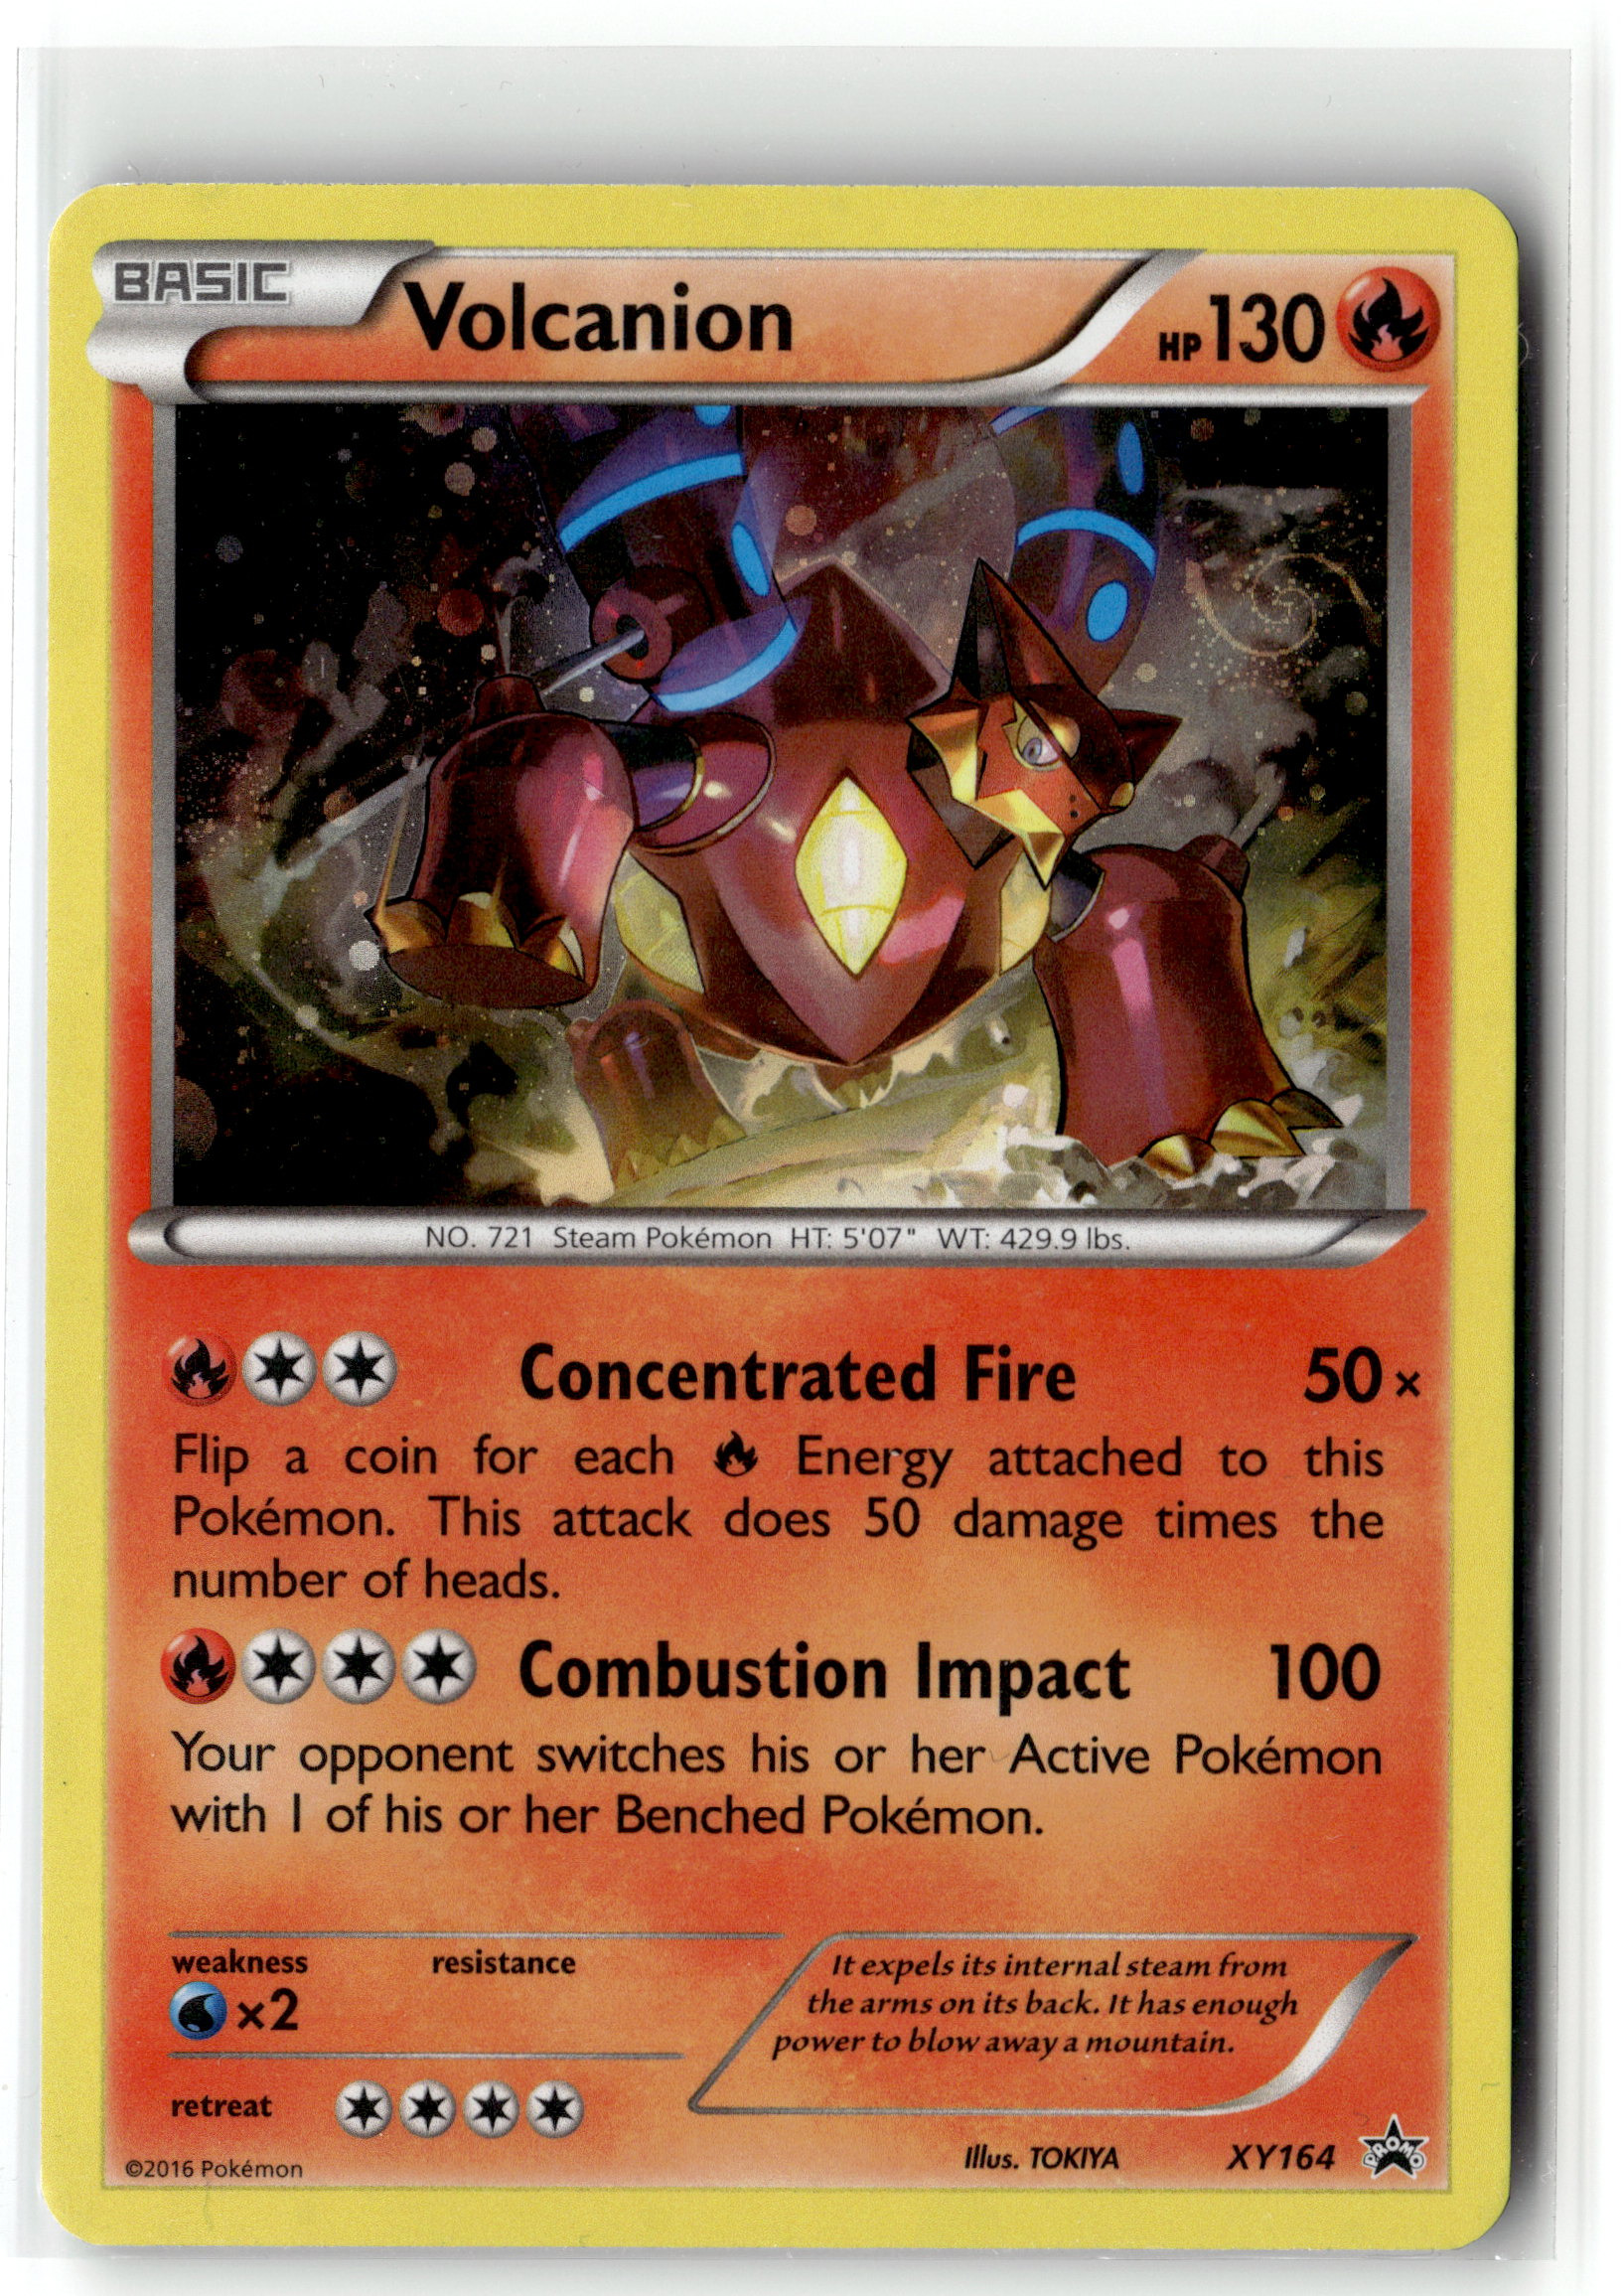 BASIC
Volcanion
HP 130
NO. 721 Steam Pokémon HT: 5'07" WT: 429.9 lbs.
Concentrated Fire 50×
Flip a coin for each Energy attached to this
Pokémon. This attack does 50 damage times the
number of heads.
Combustion Impact 100
Your opponent switches his or her Active Pokémon
with 1 of his or her Benched Pokémon.
weakness resistance
×2
It expels its internal steam from
the arms on its back. It has enough
power to blow away a mountain.
retreat
©2016 Pokémon
Illus. TOKIYA XY164 PROMO